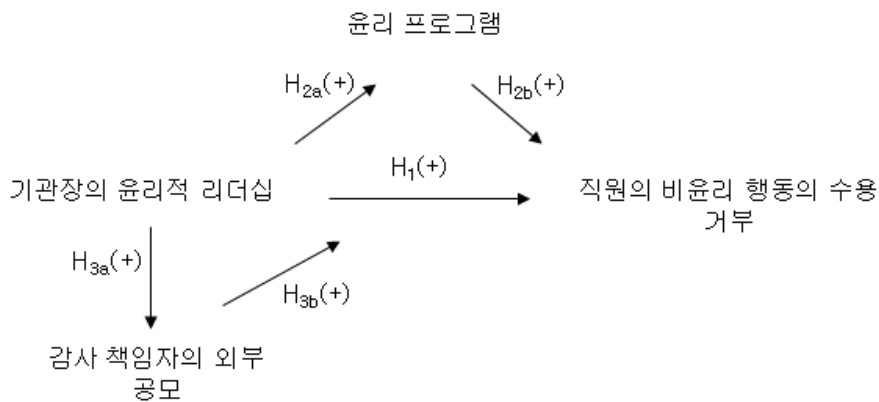 윤리 프로그램
H2a(+)
H2b(+)
H1(+)
기관장의 윤리적 리더십
직원의 비윤리 행동의 수용
거부
H3a(+)
H3b(+)
감사 책임자의 외부
공모